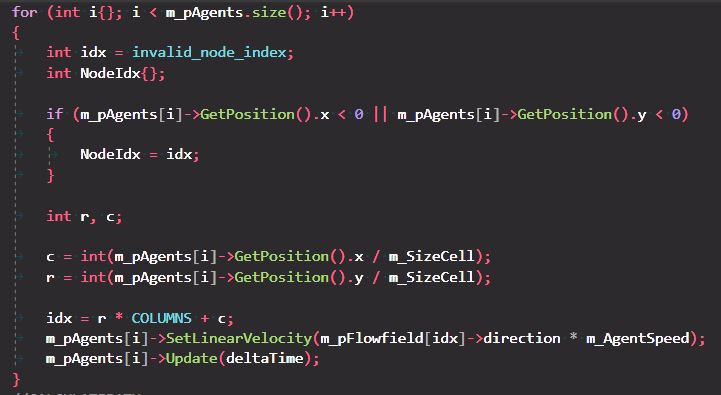 for (int i{}; i < m_pAgents.size(); i++)
{
int idx = invalid_node_index;
int NodeIdx{};
if (m_pAgents[i]->GetPosition().x < 0 || m_pAgents[i]->GetPosition().y < 0)
{
NodeIdx = idx;
}
int r, c;
c = int(m_pAgents[i]->GetPosition().x / m_SizeCell);
r = int(m_pAgents[i]->GetPosition().y / m_SizeCell);
idx = r * COLUMNS + c;
m_pAgents[i]->SetLinearVelocity(m_pFlowfield[idx]->direction * m_AgentSpeed);
m_pAgents[i]->Update(deltaTime);
}